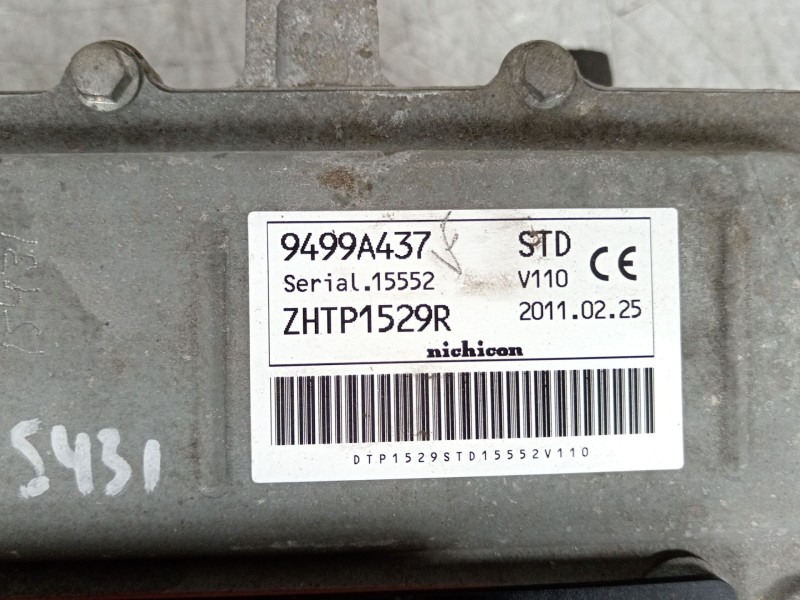 9499A437 STD
Serial.15552 V110 CE
ZHTP1529R 2011.02.25
nichicon
DTP1529STD15552V110
5431